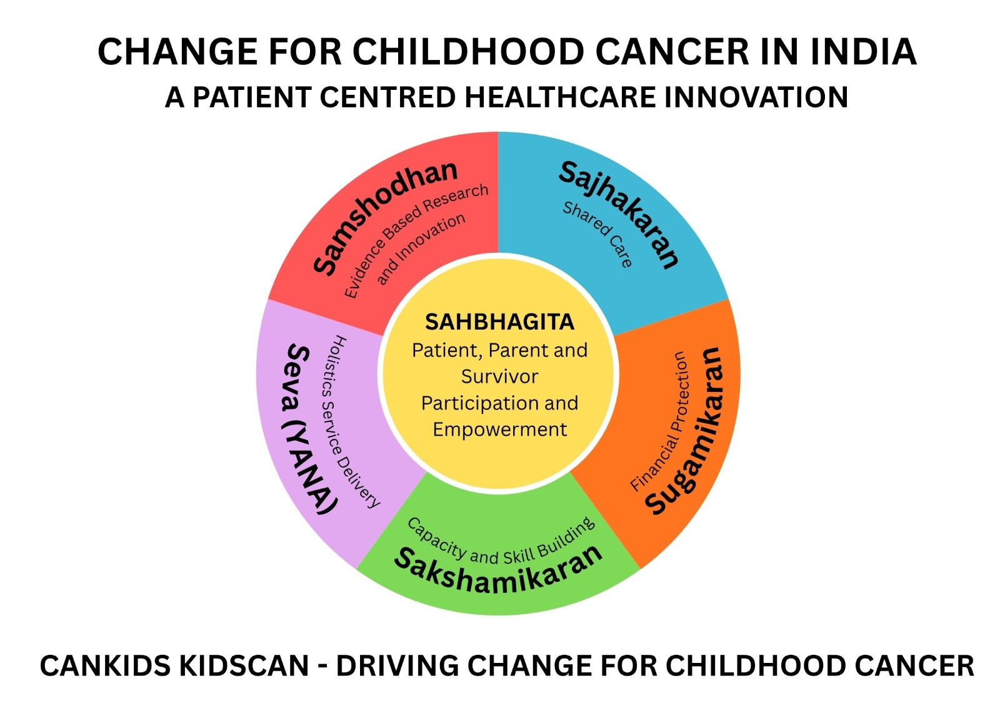 CHANGE FOR CHILDHOOD CANCER IN INDIA
A PATIENT CENTRED HEALTHCARE INNOVATION
Samshodhan
Evidence Based Research
and Innovation
Sajhakaran
Shared Care
Sugamikaran
Financial Protection
Capacity and Skill Building
Sakshamikaran
Seva (YANA)
Holistics Service Delivery
SAHBHAGITA
Patient, Parent and
Survivor
Participation and
Empowerment
CANKIDS KIDSCAN - DRIVING CHANGE FOR CHILDHOOD CANCER